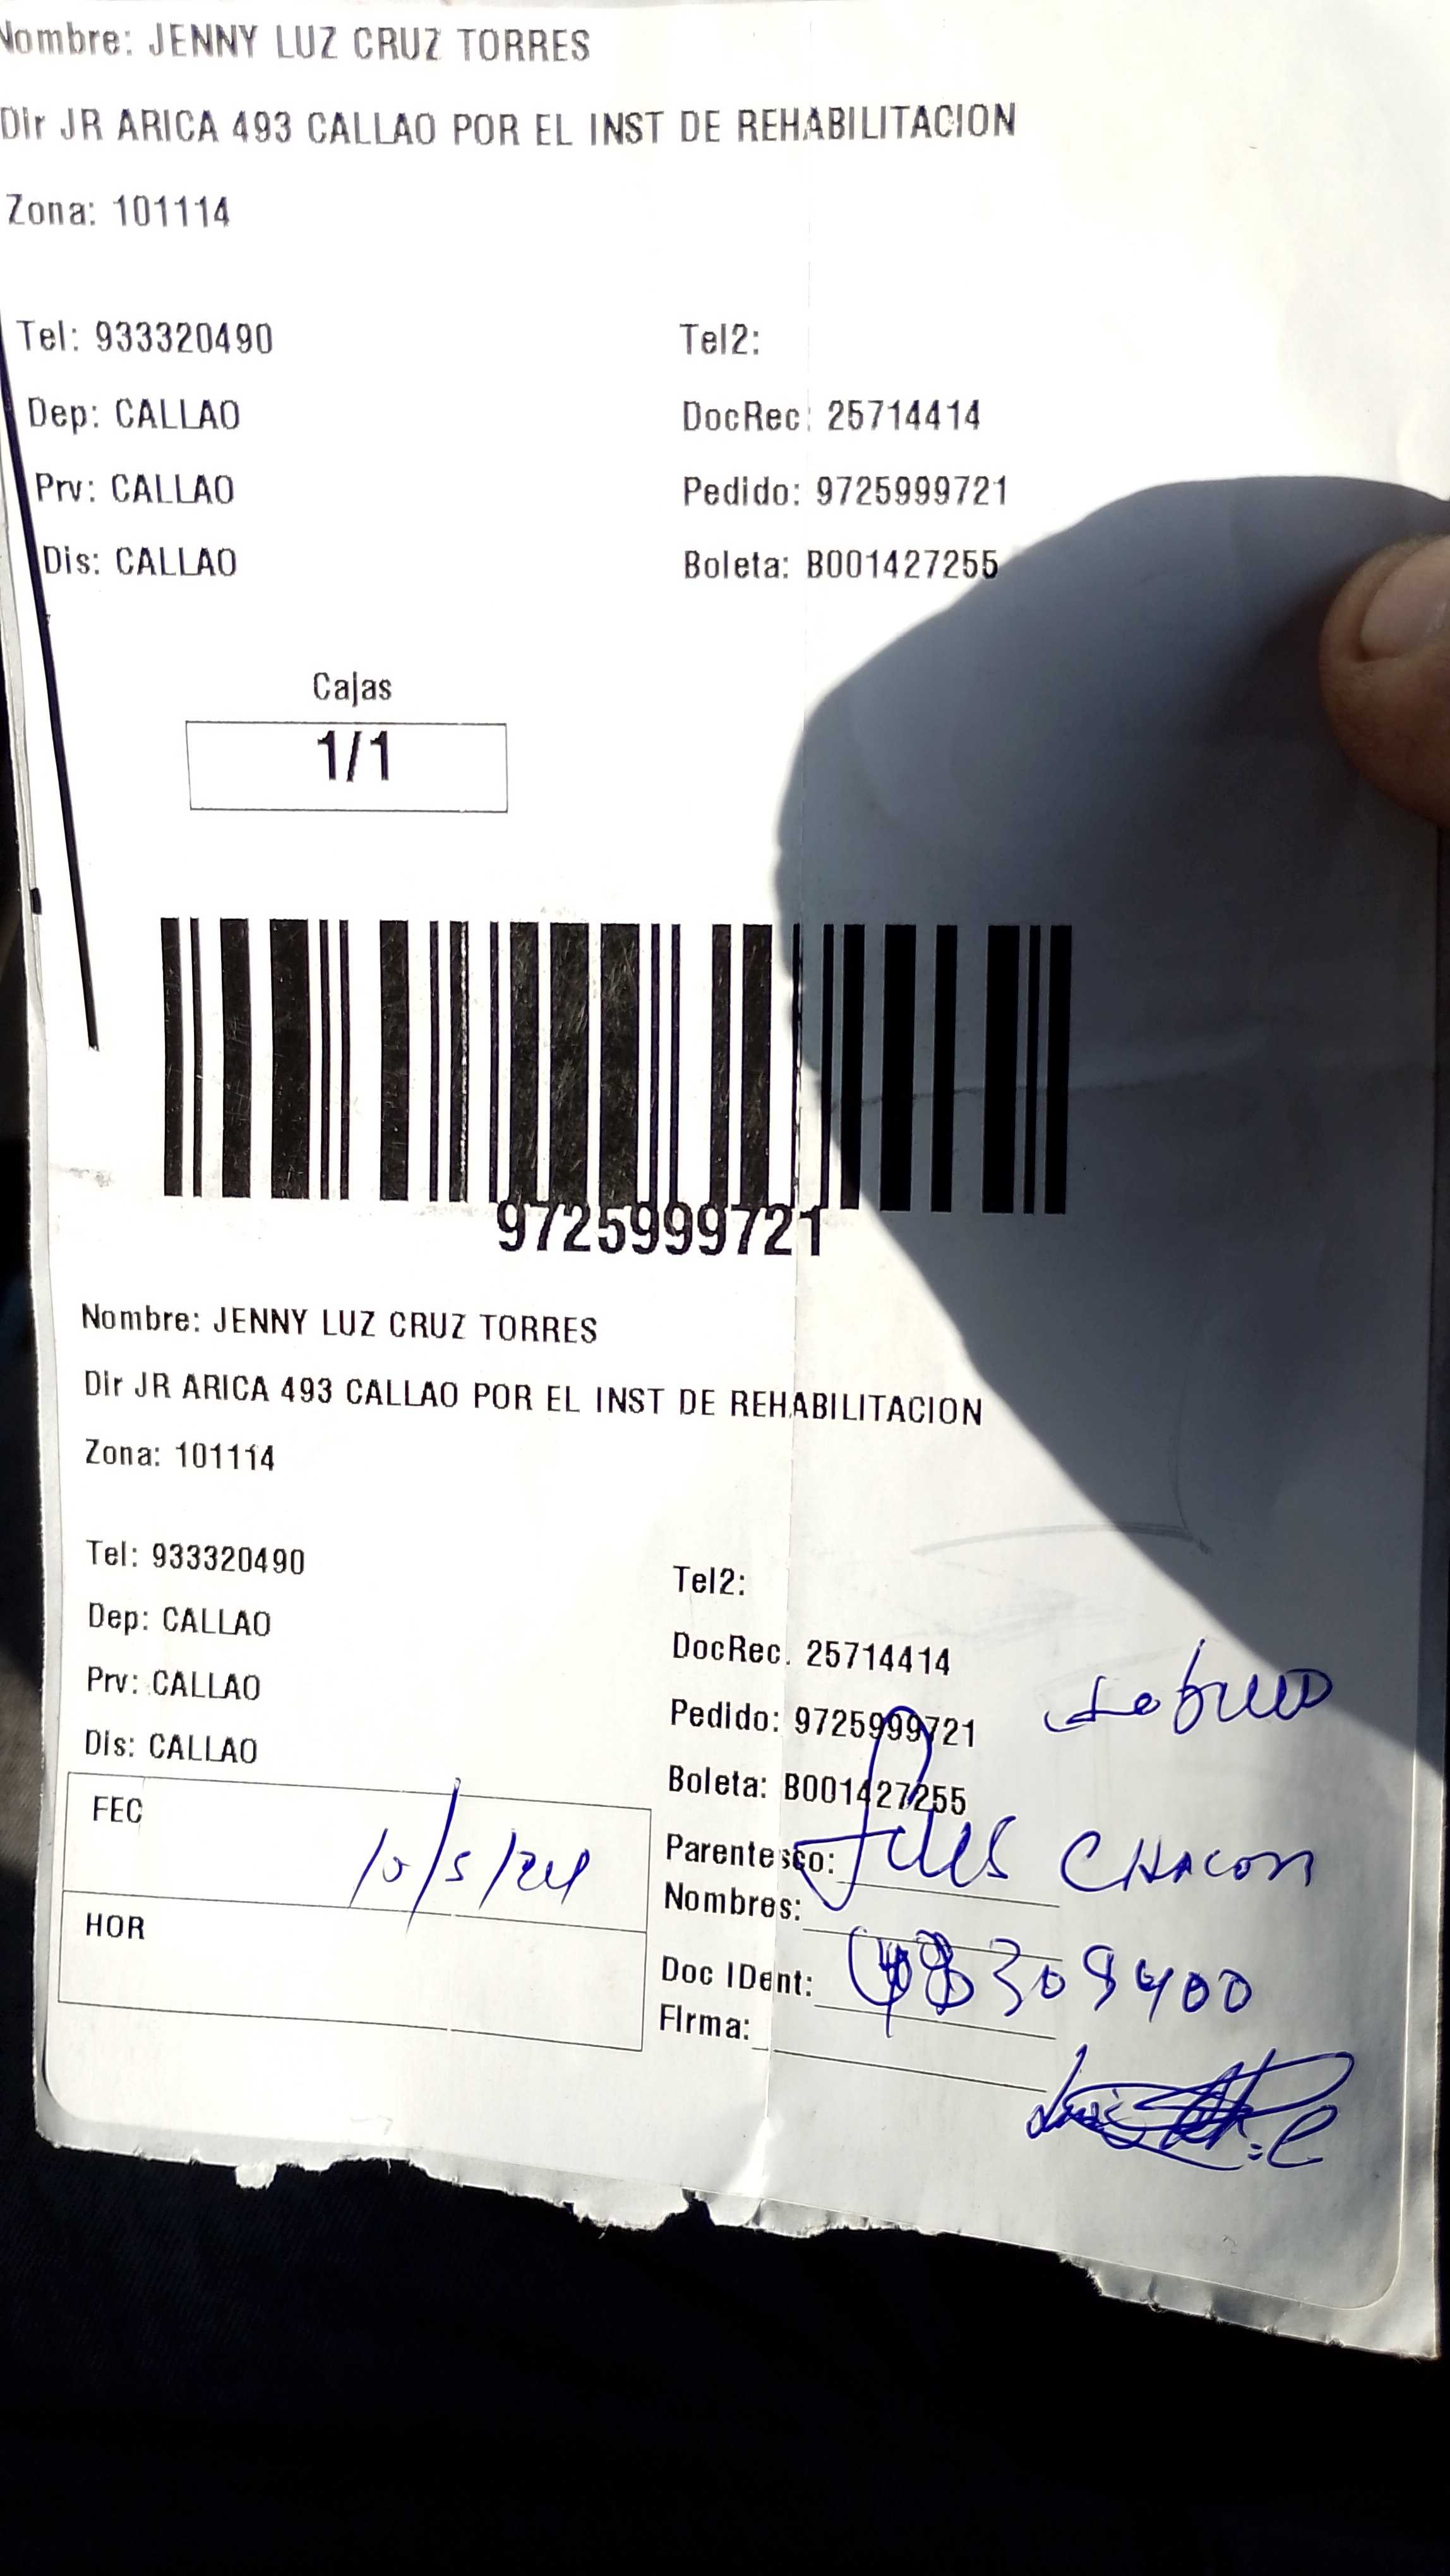 Nombre: JENNY LUZ CRUZ TORRES
Dir JR ARICA 493 CALLAO POR EL INST DE REHABILITACION
Zona: 101114
Tel: 933320490 Tel2:
Dep: CALLAO DocRec: 25714414
Prv: CALLAO Pedido: 9725999721
Dis: CALLAO Boleta: B001427255
Cajas
1/1
9725999721
Nombre: JENNY LUZ CRUZ TORRES
Dir JR ARICA 493 CALLAO POR EL INST DE REHABILITACION
Zona: 101114
Tel: 933320490 Tel2:
Dep: CALLAO DocRec. 25714414
Prv: CALLAO Pedido: 9725999721
Dis: CALLAO Boleta: B001427255
FEC 10/5/24
Parentesco: CHACON
Nombres:
HOR
Doc IDent:
Firma: